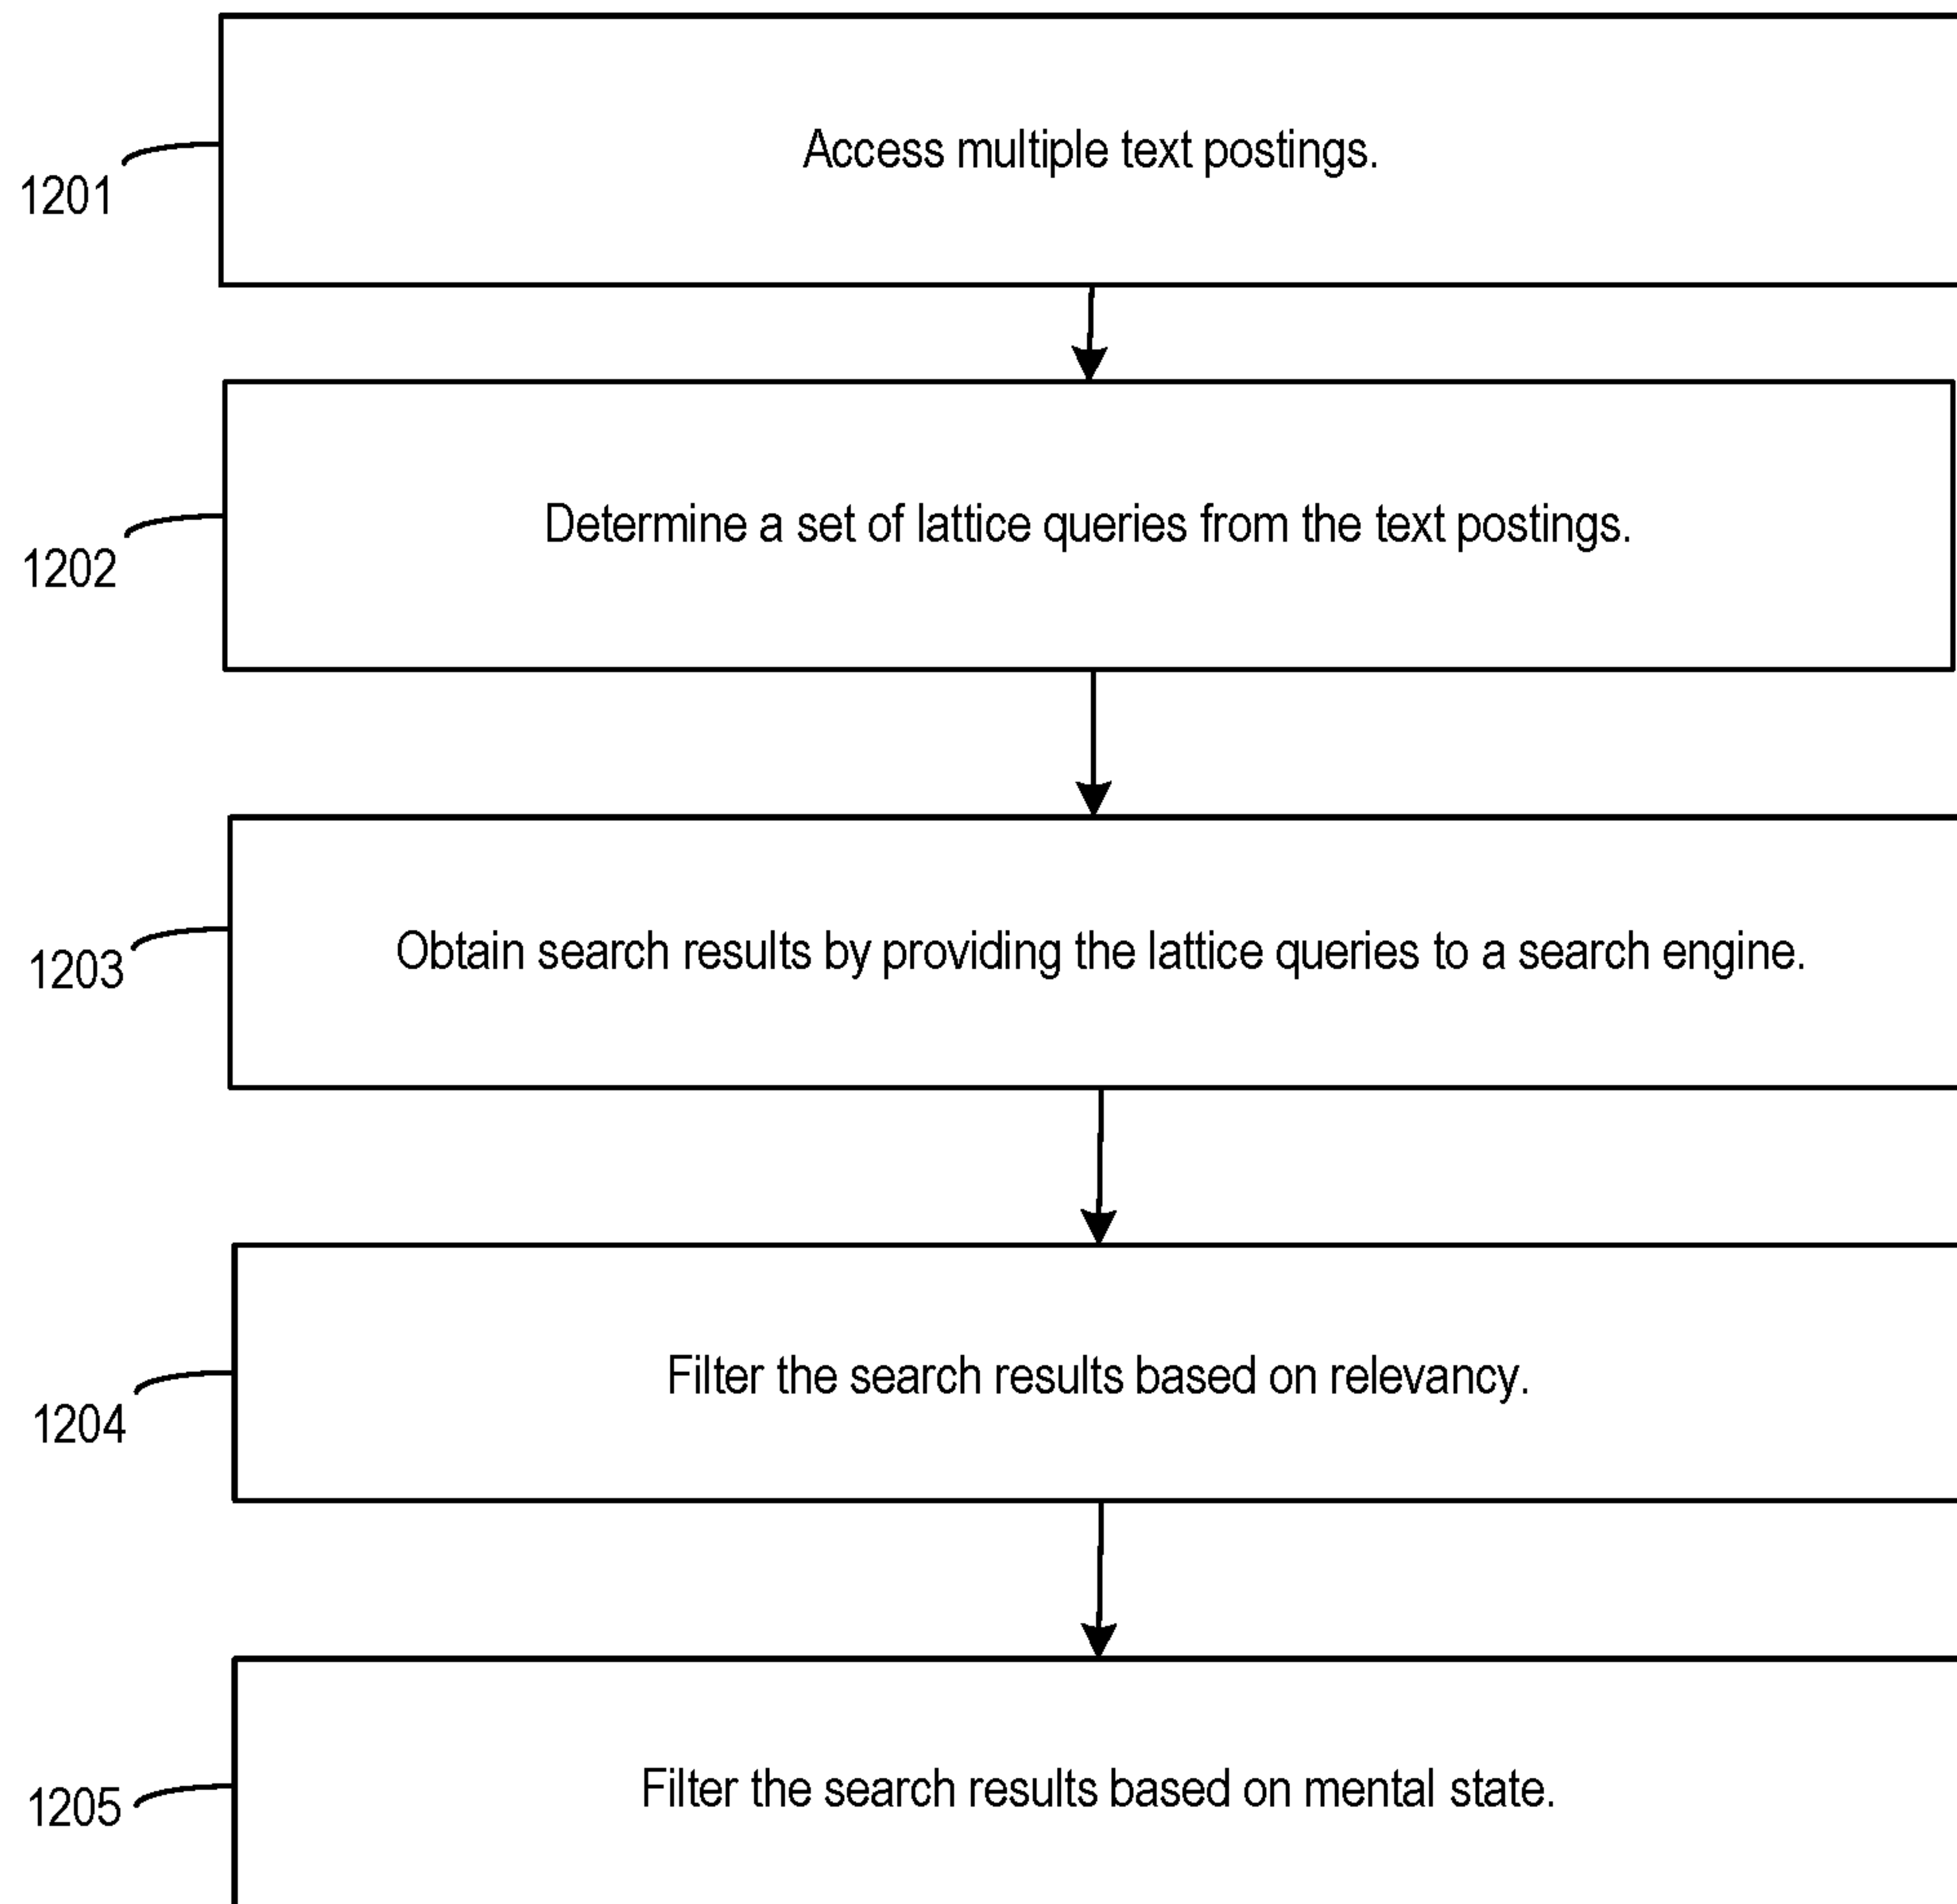 Access multiple text postings.
1201
Determine a set of lattice queries from the text postings.
1202
Obtain search results by providing the lattice queries to a search engine.
1203
Filter the search results based on relevancy.
1204
Filter the search results based on mental state.
1205